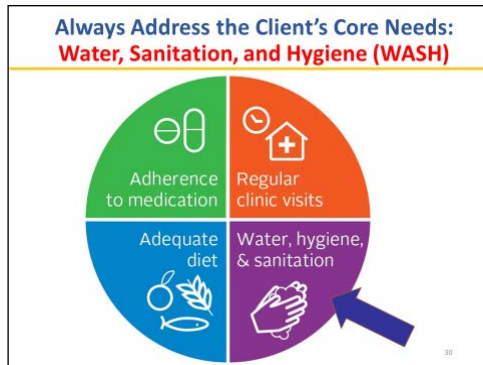 Always Address the Client's Core Needs:
Water, Sanitation, and Hygiene (WASH)
Adherence
to medication
Regular
clinic visits
Adequate
diet
Water, hygiene,
& sanitation
30